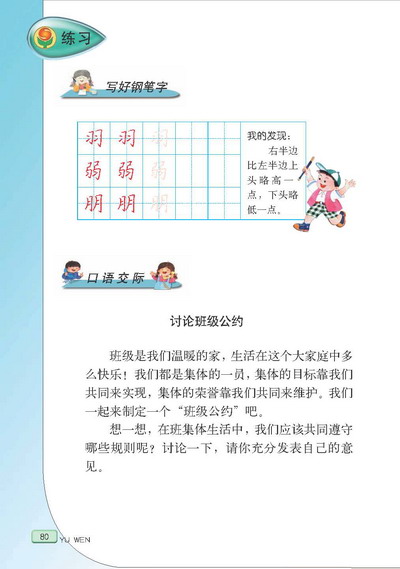 练习
写好钢笔字
羽 羽 羽
弱 弱 弱
朋 朋 朋
我的发现：
右半边
比左半边上
头略高一
点，下头略
低一点。
口语交际
讨论班级公约
班级是我们温暖的家，生活在这个大家庭中多
么快乐！我们都是集体的一员，集体的目标靠我们
共同来实现，集体的荣誉靠我们共同来维护。我们
一起来制定一个“班级公约”吧。
想一想，在班集体生活中，我们应该共同遵守
哪些规则呢？讨论一下，请你充分发表自己的意
见。
80
YU WEN